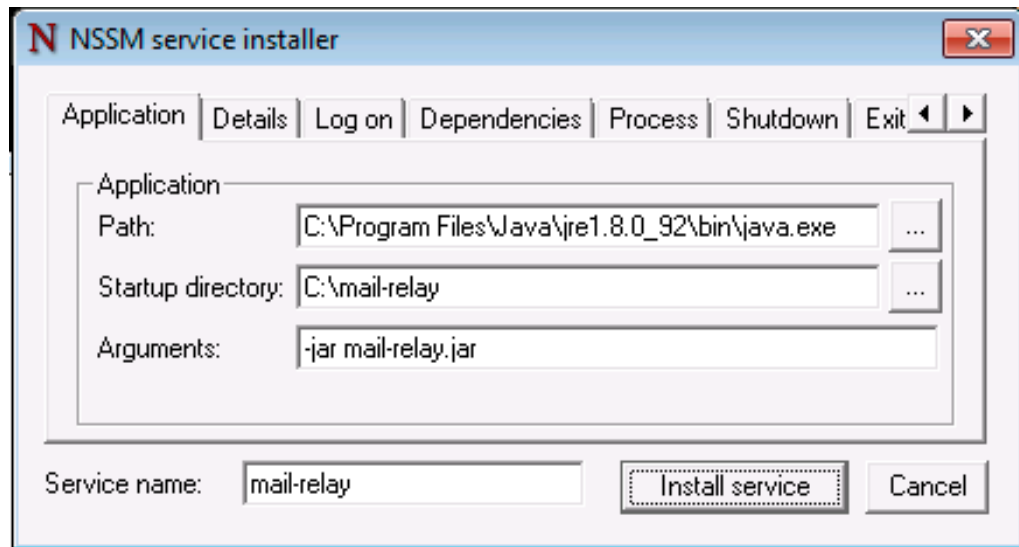 N NSSM service installer
Application Details Log on Dependencies Process Shutdown Exit
Application
Path: C:\Program Files\Java\jre1.8.0_92\bin\java.exe ...
Startup directory: C:\mail-relay ...
Arguments: -jar mail-relay.jar
Service name: mail-relay Install service Cancel